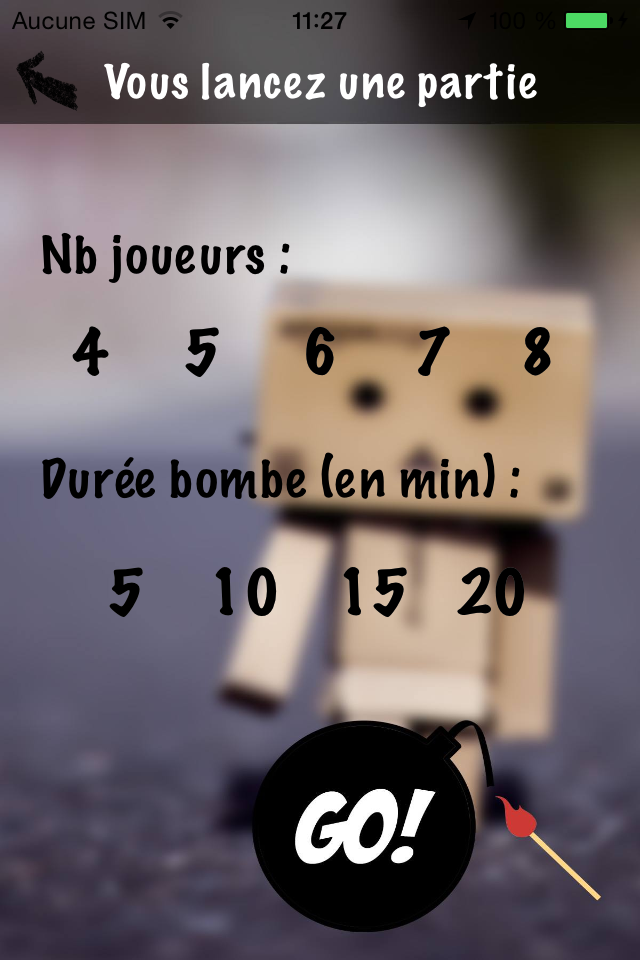 Aucune SIM 11:27 100 %
Vous lancez une partie
Nb joueurs :
4 5 6 7 8
Durée bombe (en min) :
5 10 15 20
GO!